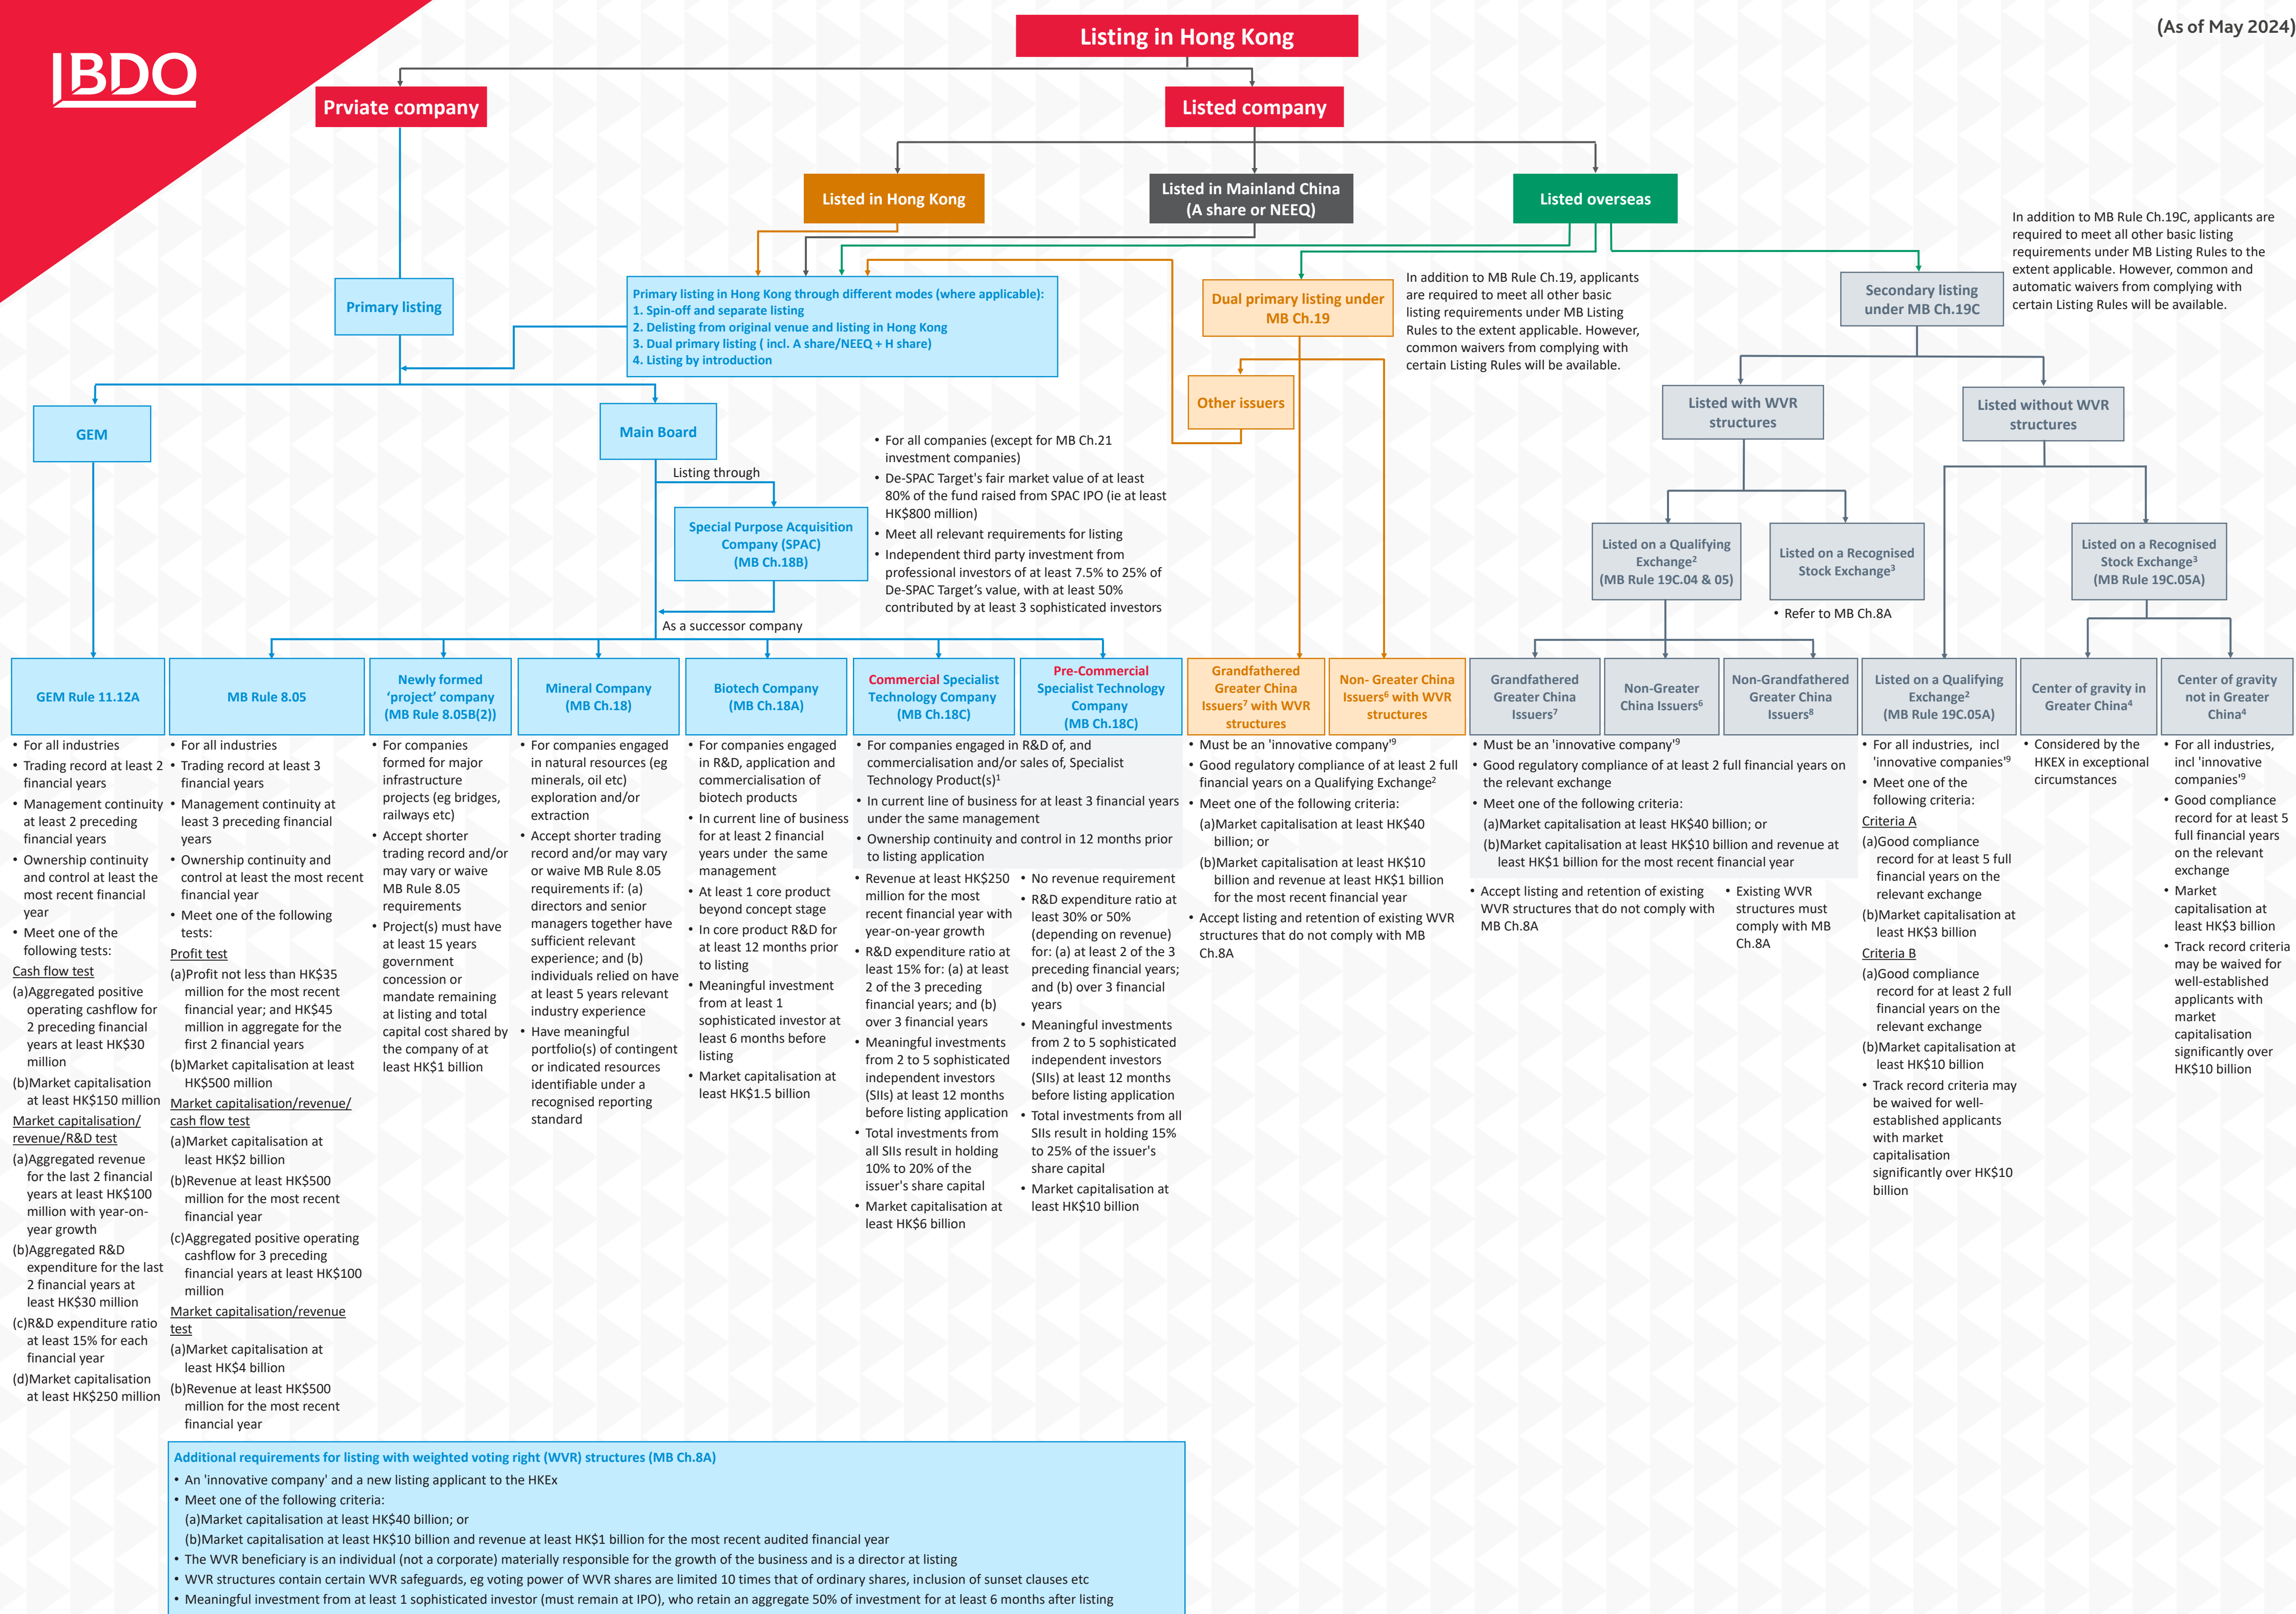 (As of May 2024)
BDO
Listing in Hong Kong
Prviate company
Listed company
Listed in Hong Kong
Listed in Mainland China
(A share or NEEQ)
Listed overseas
In addition to MB Rule Ch.19C, applicants are
required to meet all other basic listing
requirements under MB Listing Rules to the
extent applicable. However, common and
automatic waivers from complying with
certain Listing Rules will be available.
Primary listing
Primary listing in Hong Kong through different modes (where applicable):
1. Spin-off and separate listing
2. Delisting from original venue and listing in Hong Kong
3. Dual primary listing ( incl. A share/NEEQ + H share)
4. Listing by introduction
Dual primary listing under
MB Ch.19
In addition to MB Rule Ch.19, applicants
are required to meet all other basic
listing requirements under MB Listing
Rules to the extent applicable. However,
common waivers from complying with
certain Listing Rules will be available.
Secondary listing
under MB Ch.19C
Other issuers
Listed with WVR
structures
Listed without WVR
structures
GEM
Main Board
Listing through
Special Purpose Acquisition
Company (SPAC)
(MB Ch.18B)
• For all companies (except for MB Ch.21
investment companies)
• De-SPAC Target's fair market value of at least
80% of the fund raised from SPAC IPO (ie at least
HK$800 million)
• Meet all relevant requirements for listing
• Independent third party investment from
professional investors of at least 7.5% to 25% of
De-SPAC Target's value, with at least 50%
contributed by at least 3 sophisticated investors
As a successor company
Listed on a Qualifying
Exchange²
(MB Rule 19C.04 & 05)
Listed on a Recognised
Stock Exchange³
• Refer to MB Ch.8A
Listed on a Recognised
Stock Exchange³
(MB Rule 19C.05A)
GEM Rule 11.12A
• For all industries
• Trading record at least 2
financial years
• Management continuity
at least 2 preceding
financial years
• Ownership continuity
and control at least the
most recent financial
year
• Meet one of the
following tests:
Cash flow test
(a)Aggregated positive
operating cashflow for
2 preceding financial
years at least HK$30
million
(b)Market capitalisation
at least HK$150 million
Market capitalisation/
revenue/R&D test
(a)Aggregated revenue
for the last 2 financial
years at least HK$100
million with year-on-
year growth
(b)Aggregated R&D
expenditure for the last
2 financial years at
least HK$30 million
(c)R&D expenditure ratio
at least 15% for each
financial year
(d)Market capitalisation
at least HK$250 million
MB Rule 8.05
• For all industries
• Trading record at least 3
financial years
• Management continuity at
least 3 preceding financial
years
• Ownership continuity and
control at least the most recent
financial year
• Meet one of the following
tests:
Profit test
(a)Profit not less than HK$35
million for the most recent
financial year; and HK$45
million in aggregate for the
first 2 financial years
(b)Market capitalisation at least
HK$500 million
Market capitalisation/revenue/
cash flow test
(a)Market capitalisation at
least HK$2 billion
(b)Revenue at least HK$500
million for the most recent
financial year
(c)Aggregated positive operating
cashflow for 3 preceding
financial years at least HK$100
million
Market capitalisation/revenue
test
(a)Market capitalisation at
least HK$4 billion
(b)Revenue at least HK$500
million for the most recent
financial year
Newly formed
‘project’ company
(MB Rule 8.05B(2))
• For companies
formed for major
infrastructure
projects (eg bridges,
railways etc)
• Accept shorter
trading record and/or
may vary or waive
MB Rule 8.05
requirements
• Project(s) must have
at least 15 years
government
concession or
mandate remaining
at listing and total
capital cost shared by
the company of at
least HK$1 billion
Mineral Company
(MB Ch.18)
• For companies engaged
in natural resources (eg
minerals, oil etc)
exploration and/or
extraction
• Accept shorter trading
record and/or may vary
or waive MB Rule 8.05
requirements if: (a)
directors and senior
managers together have
sufficient relevant
experience; and (b)
individuals relied on have
at least 5 years relevant
industry experience
• Have meaningful
portfolio(s) of contingent
or indicated resources
identifiable under a
recognised reporting
standard
Biotech Company
(MB Ch.18A)
• For companies engaged
in R&D, application and
commercialisation of
biotech products
• In current line of business
for at least 2 financial
years under the same
management
• At least 1 core product
beyond concept stage
• In core product R&D for
at least 12 months prior
to listing
• Meaningful investment
from at least 1
sophisticated investor at
least 6 months before
listing
• Market capitalisation at
least HK$1.5 billion
Commercial Specialist
Technology Company
(MB Ch.18C)
Pre-Commercial
Specialist Technology
Company
(MB Ch.18C)
• For companies engaged in R&D of, and
commercialisation and/or sales of, Specialist
Technology Product(s)¹
• In current line of business for at least 3 financial years
under the same management
• Ownership continuity and control in 12 months prior
to listing application
• Revenue at least HK$250
million for the most
recent financial year with
year-on-year growth
• R&D expenditure ratio at
least 15% for: (a) at least
2 of the 3 preceding
financial years; and (b)
over 3 financial years
• Meaningful investments
from 2 to 5 sophisticated
independent investors
(SIIs) at least 12 months
before listing application
• Total investments from
all SIIs result in holding
10% to 20% of the
issuer's share capital
• Market capitalisation at
least HK$6 billion
• No revenue requirement
• R&D expenditure ratio at
least 30% or 50%
(depending on revenue)
for: (a) at least 2 of the 3
preceding financial years;
and (b) over 3 financial
years
• Meaningful investments
from 2 to 5 sophisticated
independent investors
(SIIs) at least 12 months
before listing application
• Total investments from all
SIIs result in holding 15%
to 25% of the issuer's
share capital
• Market capitalisation at
least HK$10 billion
Grandfathered
Greater China
Issuers⁷ with WVR
structures
Non- Greater China
Issuers⁶ with WVR
structures
• Must be an 'innovative company'⁹
• Good regulatory compliance of at least 2 full
financial years on a Qualifying Exchange²
• Meet one of the following criteria:
(a)Market capitalisation at least HK$40
billion; or
(b)Market capitalisation at least HK$10
billion and revenue at least HK$1 billion
for the most recent financial year
• Accept listing and retention of existing WVR
structures that do not comply with MB
Ch.8A
Grandfathered
Greater China
Issuers⁷
Non-Greater
China Issuers⁶
Non-Grandfathered
Greater China
Issuers⁸
• Must be an 'innovative company'⁹
• Good regulatory compliance of at least 2 full financial years on
the relevant exchange
• Meet one of the following criteria:
(a)Market capitalisation at least HK$40 billion; or
(b)Market capitalisation at least HK$10 billion and revenue at
least HK$1 billion for the most recent financial year
• Accept listing and retention of existing
WVR structures that do not comply with
MB Ch.8A
• Existing WVR
structures must
comply with MB
Ch.8A
Listed on a Qualifying
Exchange²
(MB Rule 19C.05A)
• For all industries, incl
'innovative companies'⁹
• Meet one of the
following criteria:
Criteria A
(a)Good compliance
record for at least 5 full
financial years on the
relevant exchange
(b)Market capitalisation at
least HK$3 billion
Criteria B
(a)Good compliance
record for at least 2 full
financial years on the
relevant exchange
(b)Market capitalisation at
least HK$10 billion
• Track record criteria may
be waived for well-
established applicants
with market
capitalisation
significantly over HK$10
billion
Center of gravity in
Greater China⁴
• Considered by the
HKEX in exceptional
circumstances
Center of gravity
not in Greater
China⁴
• For all industries,
incl 'innovative
companies'⁹
• Good compliance
record for at least 5
full financial years
on the relevant
exchange
• Market
capitalisation at
least HK$3 billion
• Track record criteria
may be waived for
well-established
applicants with
market
capitalisation
significantly over
HK$10 billion
Additional requirements for listing with weighted voting right (WVR) structures (MB Ch.8A)
• An 'innovative company' and a new listing applicant to the HKEx
• Meet one of the following criteria:
(a)Market capitalisation at least HK$40 billion; or
(b)Market capitalisation at least HK$10 billion and revenue at least HK$1 billion for the most recent audited financial year
• The WVR beneficiary is an individual (not a corporate) materially responsible for the growth of the business and is a director at listing
• WVR structures contain certain WVR safeguards, eg voting power of WVR shares are limited 10 times that of ordinary shares, inclusion of sunset clauses etc
• Meaningful investment from at least 1 sophisticated investor (must remain at IPO), who retain an aggregate 50% of investment for at least 6 months after listing